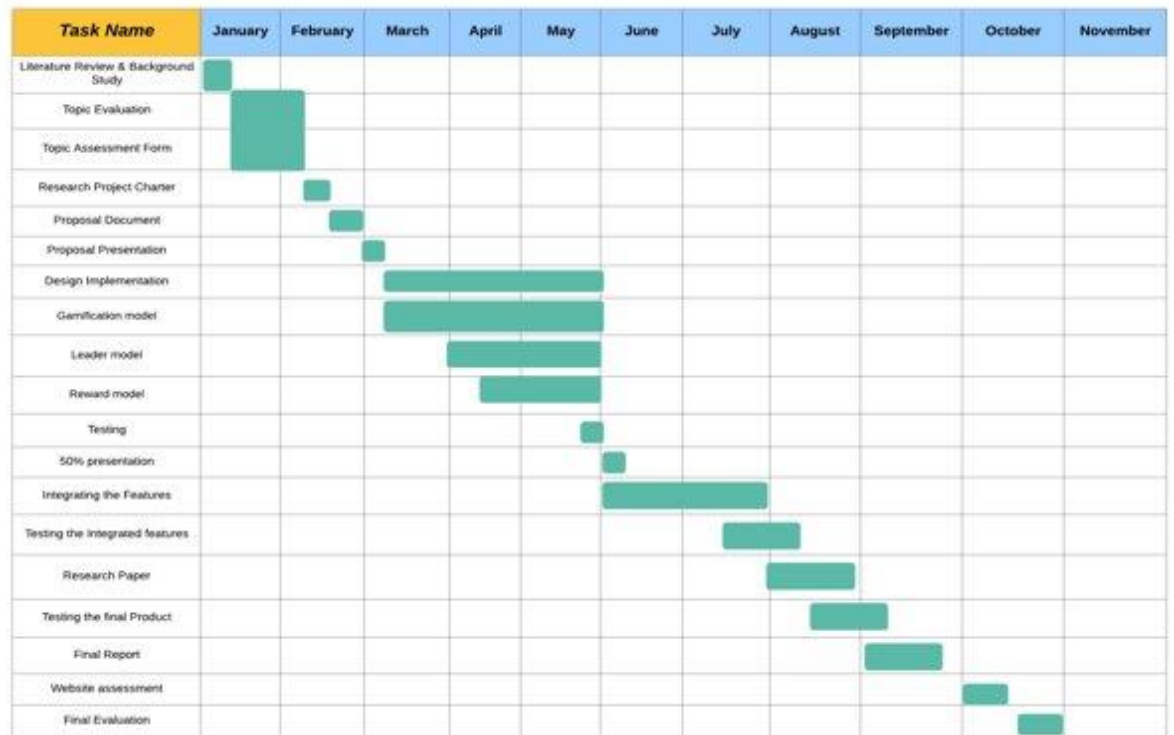 Task Name January February March April May June July August September October November
Literature Review & Background
Study
Topic Evaluation
Topic Assessment Form
Research Project Charter
Proposal Document
Proposal Presentation
Design Implementation
Gamification model
Leader model
Reward model
Testing
50% presentation
Integrating the Features
Testing the Integrated features
Research Paper
Testing the final Product
Final Report
Website assessment
Final Evaluation